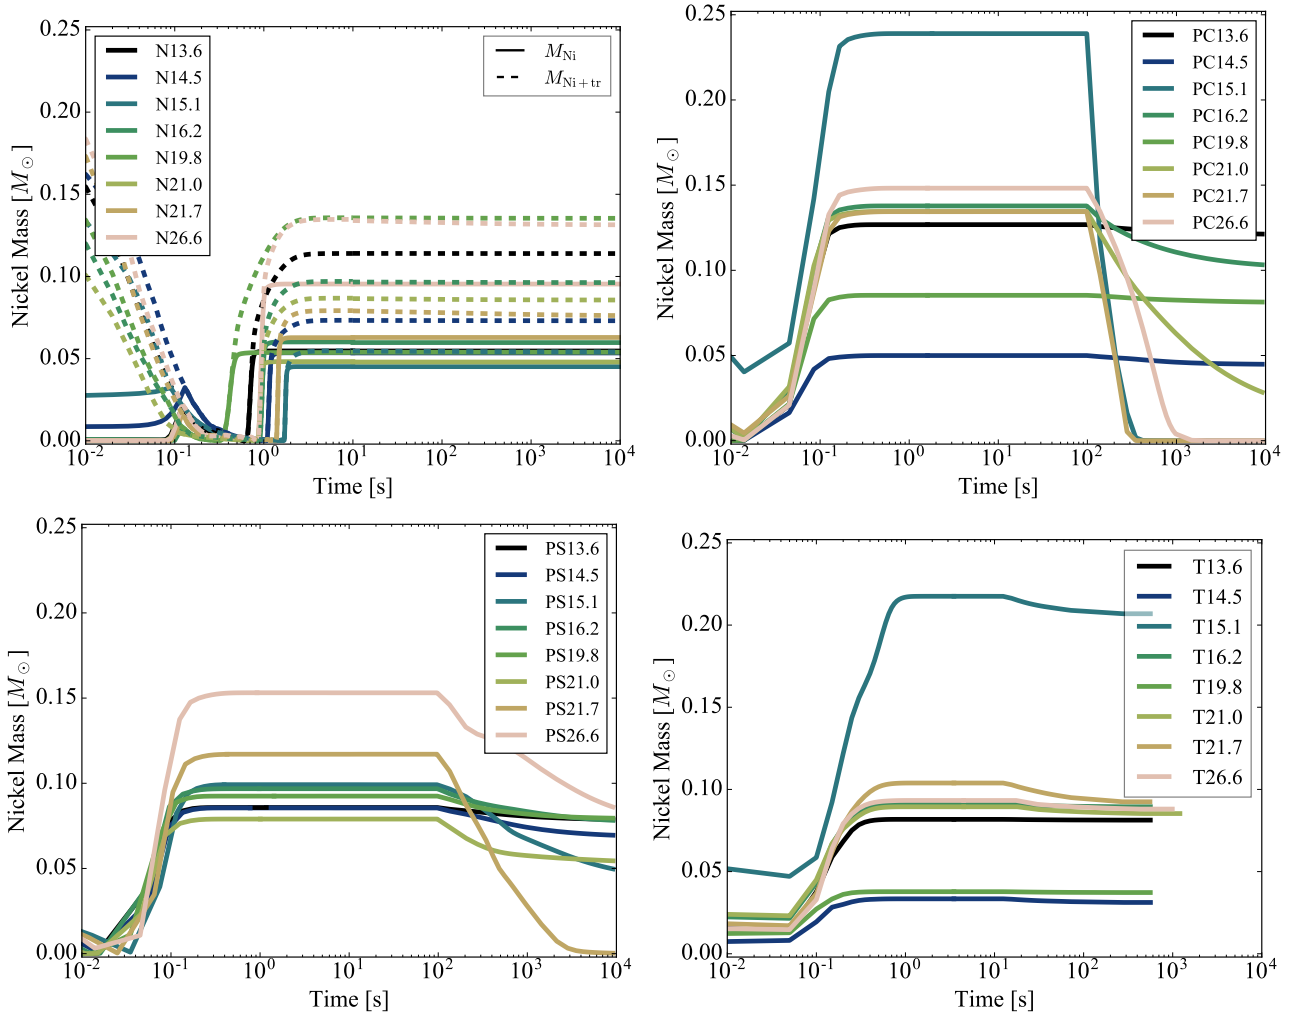 0.25
0.20
0.15
0.10
0.05
0.00
Nickel Mass [M⊙]
N13.6
N14.5
N15.1
N16.2
N19.8
N21.0
N21.7
N26.6
M_Ni
M_Ni+tr
10⁻² 10⁻¹ 10⁰ 10¹ 10² 10³ 10⁴
Time [s]
0.25
0.20
0.15
0.10
0.05
0.00
Nickel Mass [M⊙]
PC13.6
PC14.5
PC15.1
PC16.2
PC19.8
PC21.0
PC21.7
PC26.6
10⁻² 10⁻¹ 10⁰ 10¹ 10² 10³ 10⁴
Time [s]
0.25
0.20
0.15
0.10
0.05
0.00
Nickel Mass [M⊙]
PS13.6
PS14.5
PS15.1
PS16.2
PS19.8
PS21.0
PS21.7
PS26.6
10⁻² 10⁻¹ 10⁰ 10¹ 10² 10³ 10⁴
Time [s]
0.25
0.20
0.15
0.10
0.05
0.00
Nickel Mass [M⊙]
T13.6
T14.5
T15.1
T16.2
T19.8
T21.0
T21.7
T26.6
10⁻² 10⁻¹ 10⁰ 10¹ 10² 10³ 10⁴
Time [s]